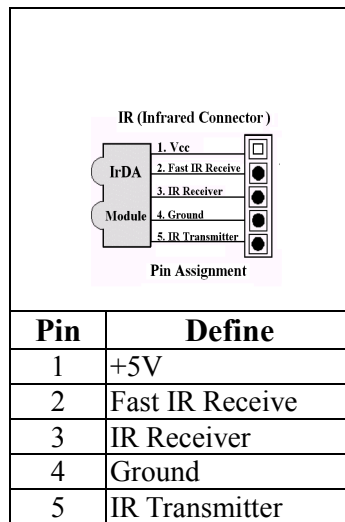 IR (Infrared Connector )
1. Vcc
IrDA
2. Fast IR Receive
3. IR Receiver
Module
4. Ground
5. IR Transmitter
Pin Assignment
Pin Define
1 +5V
2 Fast IR Receive
3 IR Receiver
4 Ground
5 IR Transmitter